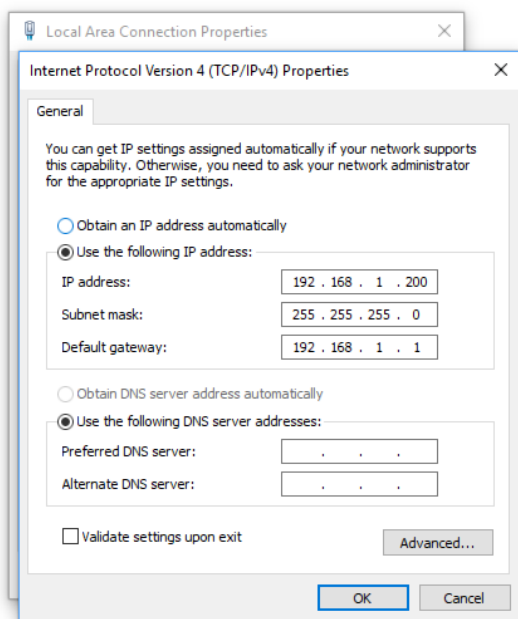 Local Area Connection Properties
Internet Protocol Version 4 (TCP/IPv4) Properties
General
You can get IP settings assigned automatically if your network supports
this capability. Otherwise, you need to ask your network administrator
for the appropriate IP settings.
Obtain an IP address automatically
Use the following IP address:
IP address: 192 . 168 . 1 . 200
Subnet mask: 255 . 255 . 255 . 0
Default gateway: 192 . 168 . 1 . 1
Obtain DNS server address automatically
Use the following DNS server addresses:
Preferred DNS server: . . .
Alternate DNS server: . . .
Validate settings upon exit
Advanced...
OK Cancel